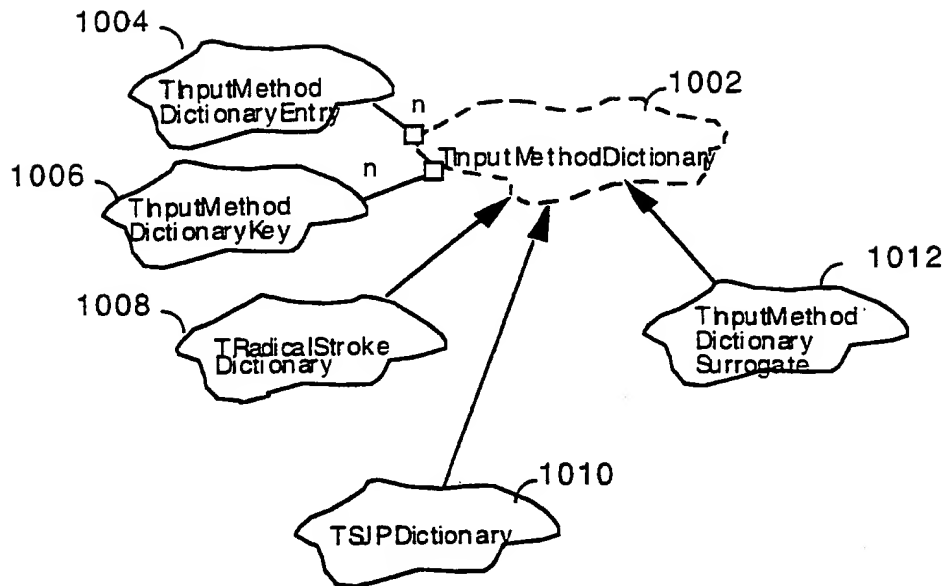 1004
TInputMethod
DictionaryEntry
n
1002
TInputMethodDictionary
1006
n
TInputMethod
DictionaryKey
1008
TRadicalStroke
Dictionary
1012
TInputMethod
Dictionary
Surrogate
1010
TSJPDictionary